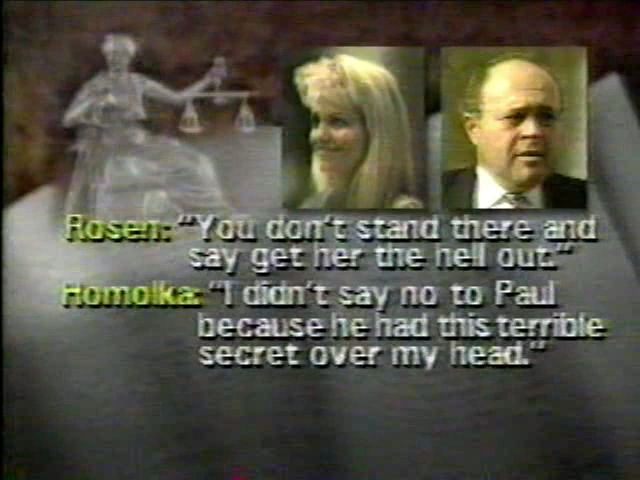 Rosen: "You don't stand there and
say get her the hell out."
Homolka: "I didn't say no to Paul
because he had this terrible
secret over my head."